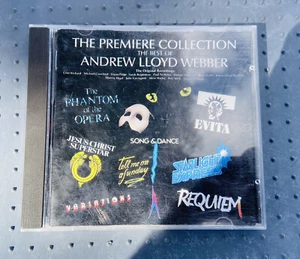 THE PREMIERE COLLECTION
THE BEST OF
ANDREW LLOYD WEBBER
The Original Recordings
The
PHANTOM
of the
OPERA
EVITA
JESUS CHRIST
SUPERSTAR
SONG & DANCE
tell me on
a sunday
STARLIGHT
EXPRESS
VARIATIONS
REQUIEM